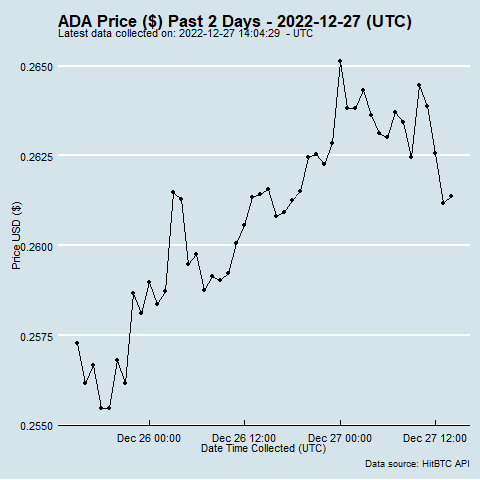 ADA Price ($) Past 2 Days - 2022-12-27 (UTC)
Latest data collected on: 2022-12-27 14:04:29 - UTC
0.2650
0.2625
0.2600
0.2575
0.2550
Price USD ($)
Dec 26 00:00 Dec 26 12:00 Dec 27 00:00 Dec 27 12:00
Date Time Collected (UTC)
Data source: HitBTC API